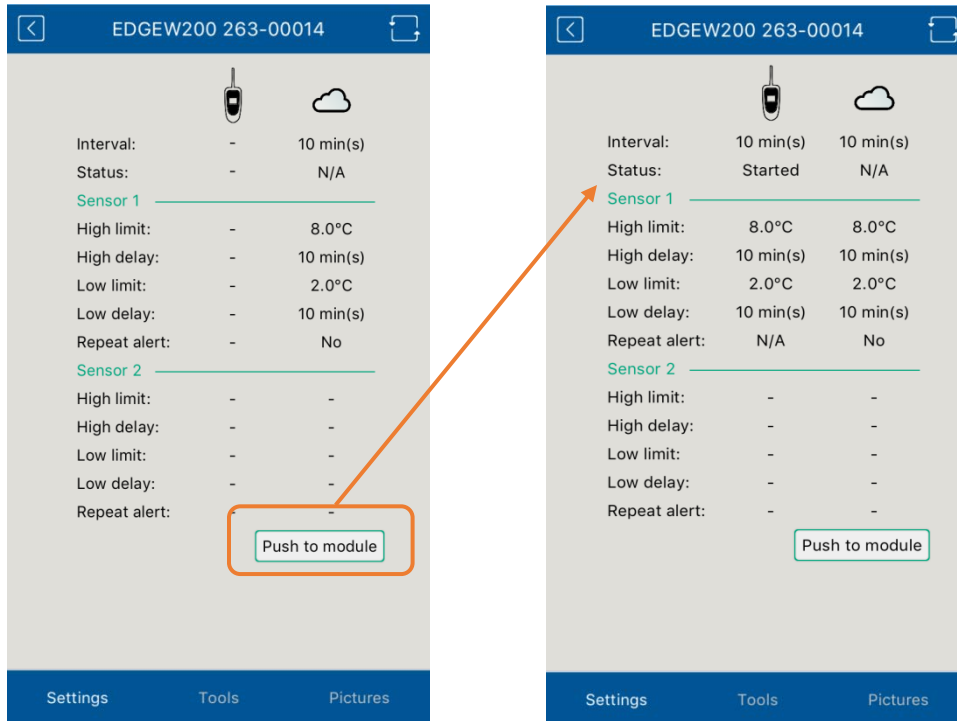 EDGEW200 263-00014
Interval: - 10 min(s)
Status: - N/A
Sensor 1
High limit: - 8.0°C
High delay: - 10 min(s)
Low limit: - 2.0°C
Low delay: - 10 min(s)
Repeat alert: - No
Sensor 2
High limit: - -
High delay: - -
Low limit: - -
Low delay: - -
Repeat alert: - -
Push to module
Settings Tools Pictures
EDGEW200 263-00014
Interval: 10 min(s) 10 min(s)
Status: Started N/A
Sensor 1
High limit: 8.0°C 8.0°C
High delay: 10 min(s) 10 min(s)
Low limit: 2.0°C 2.0°C
Low delay: 10 min(s) 10 min(s)
Repeat alert: N/A No
Sensor 2
High limit: - -
High delay: - -
Low limit: - -
Low delay: - -
Repeat alert: - -
Push to module
Settings Tools Pictures